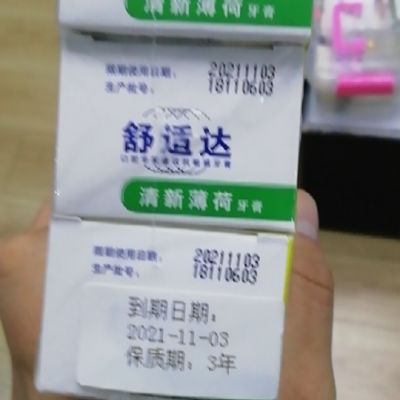 清新薄荷牙膏
限期使用日期： 20211103
生产批号： 18110603
舒适达
清新薄荷牙膏
限期使用日期： 20211103
生产批号： 18110603
到期日期：
2021-11-03
保质期：3年